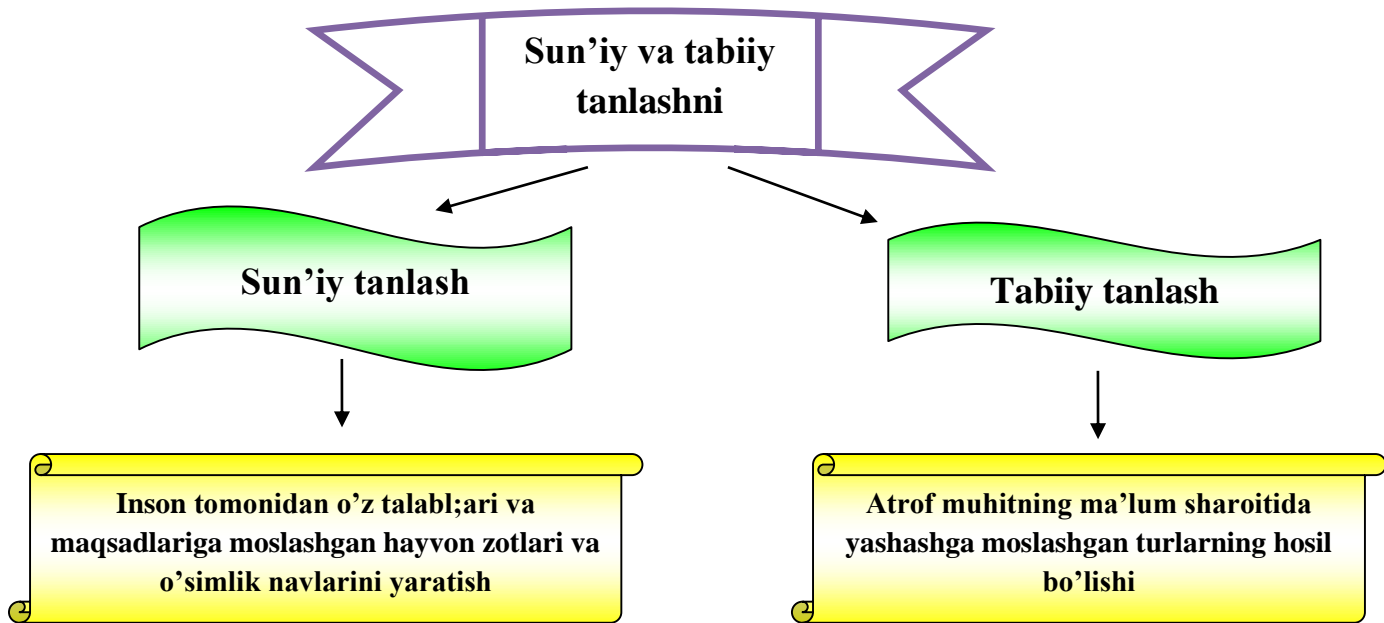 Sun’iy va tabiiy
tanlashni
Sun’iy tanlash
Tabiiy tanlash
Inson tomonidan o’z talabl;ari va
maqsadlariga moslashgan hayvon zotlari va
o’simlik navlarini yaratish
Atrof muhitning ma’lum sharoitida
yashashga moslashgan turlarning hosil
bo’lishi